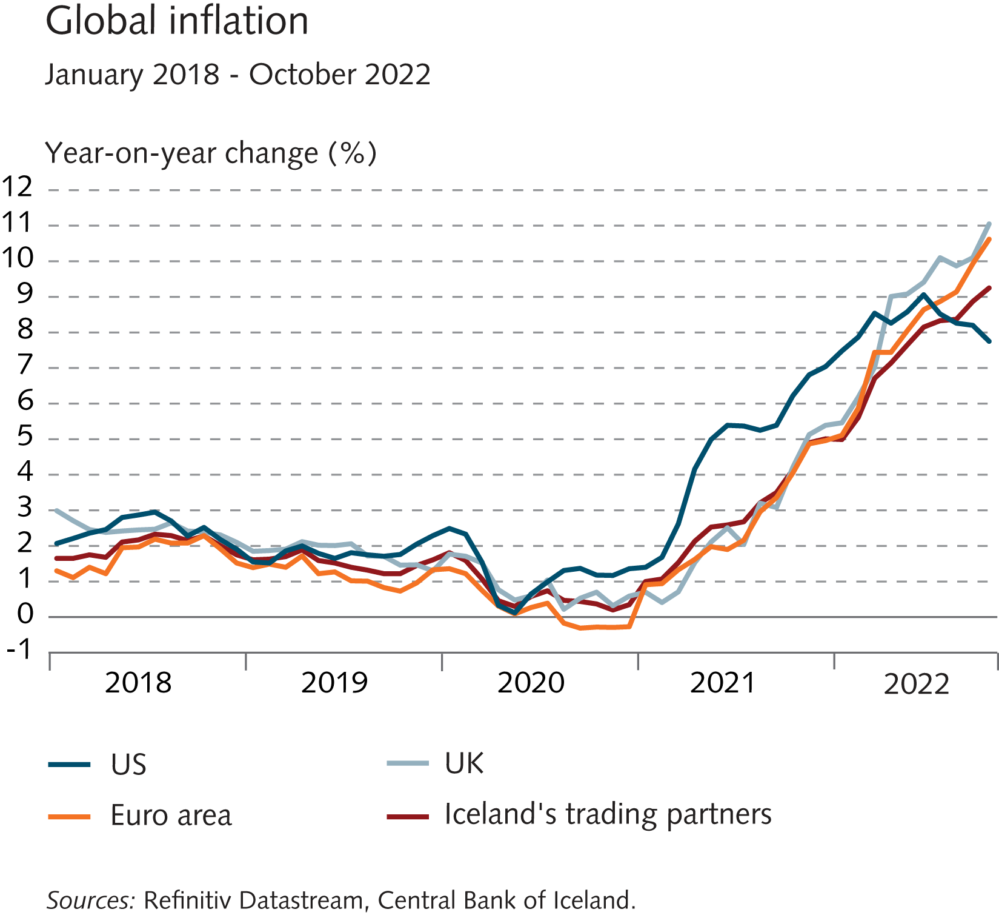 Global inflation
January 2018 - October 2022
Year-on-year change (%)
12
11
10
9
8
7
6
5
4
3
2
1
0
-1
2018 2019 2020 2021 2022
US UK
Euro area Iceland's trading partners
Sources: Refinitiv Datastream, Central Bank of Iceland.